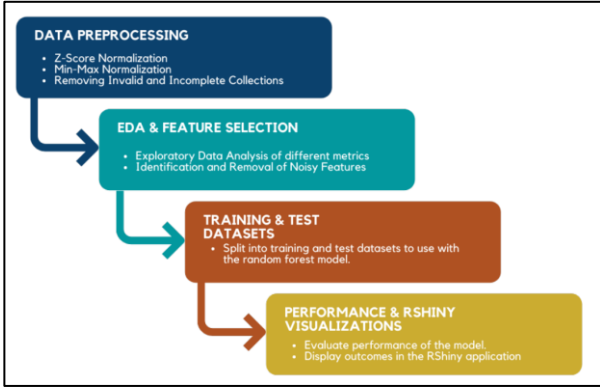 DATA PREPROCESSING
• Z-Score Normalization
• Min-Max Normalization
• Removing Invalid and Incomplete Collections
EDA & FEATURE SELECTION
• Exploratory Data Analysis of different metrics
• Identification and Removal of Noisy Features
TRAINING & TEST
DATASETS
• Split into training and test datasets to use with
the random forest model.
PERFORMANCE & RSHINY
VISUALIZATIONS
• Evaluate performance of the model.
• Display outcomes in the RShiny application